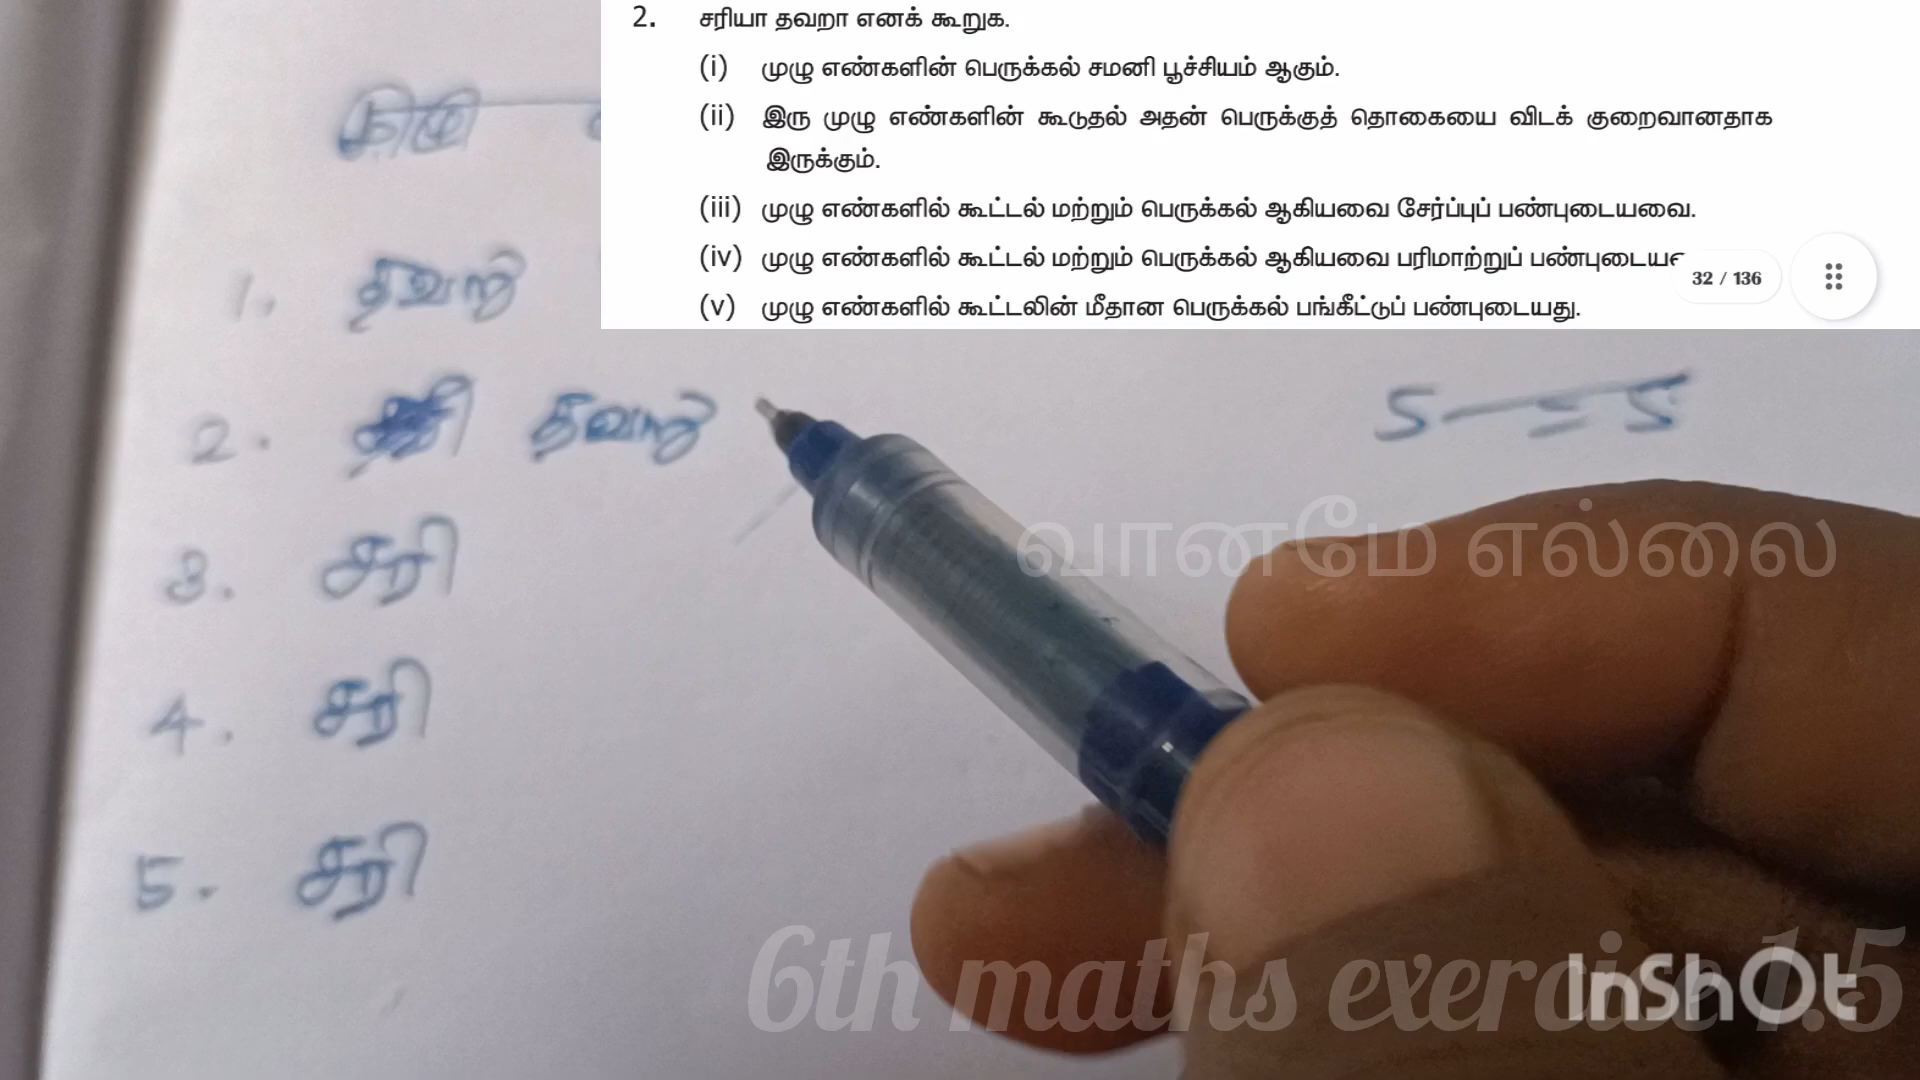 2. சரியா தவறா எனக் கூறுக.
(i) முழு எண்களின் பெருக்கல் சமனி பூச்சியம் ஆகும்.
(ii) இரு முழு எண்களின் கூடுதல் அதன் பெருக்குத் தொகையை விடக் குறைவானதாக
இருக்கும்.
(iii) முழு எண்களில் கூட்டல் மற்றும் பெருக்கல் ஆகியவை சேர்ப்புப் பண்புடையவை.
(iv) முழு எண்களில் கூட்டல் மற்றும் பெருக்கல் ஆகியவை பரிமாற்றுப்
32 / 136
(v) முழு எண்களில் கூட்டலின் மீதான பெருக்கல் பங்கீட்டுப் பண்புடையது.
1. தவறு
2. தவறு
3. சரி
4. சரி
5. சரி
வானமே எல்லை
6th maths exercise 1.5
InShOt